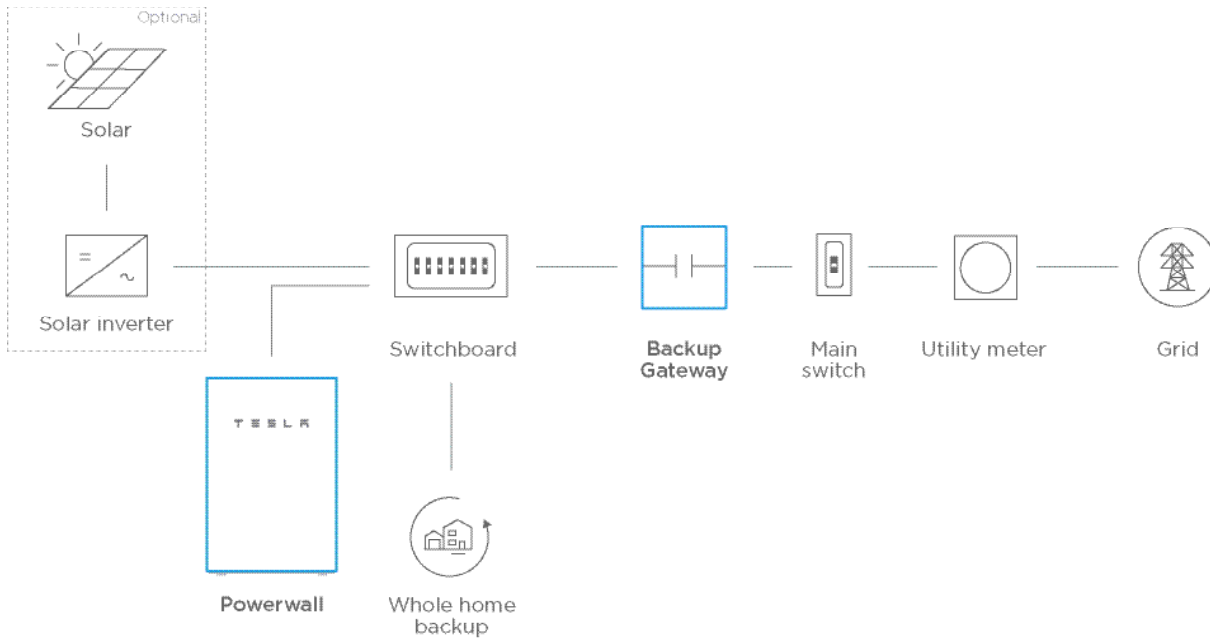 Optional
Solar
Solar inverter
Switchboard
Backup
Gateway
Main
switch
Utility meter
Grid
TESLA
Powerwall
Whole home
backup